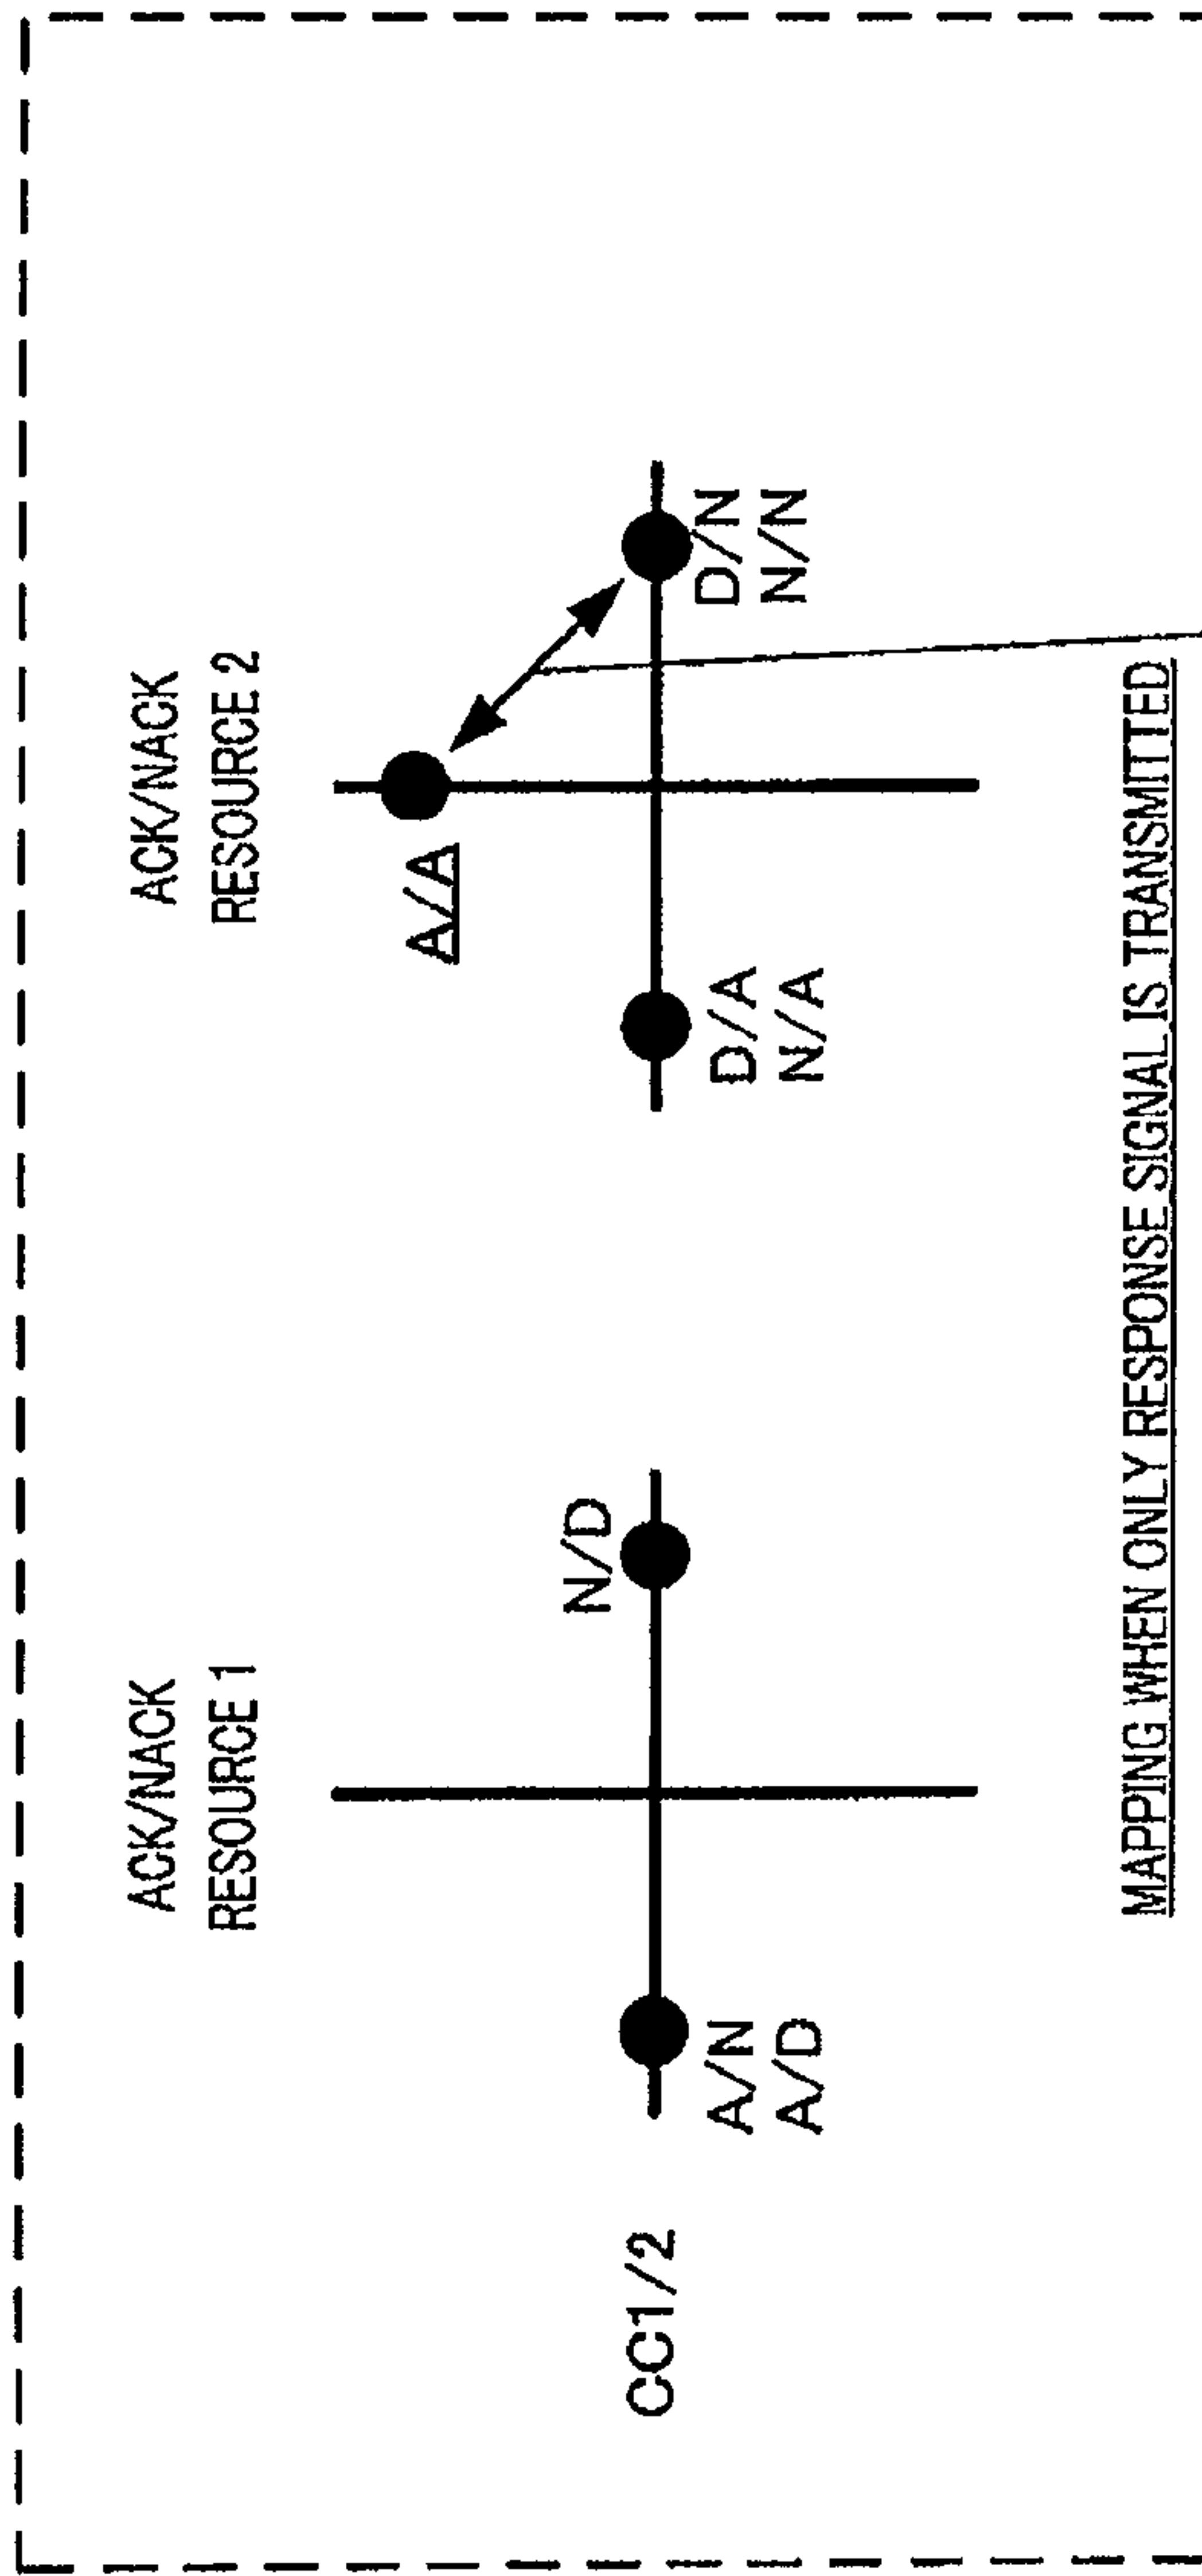 ACK/NACK
RESOURCE 1
ACK/NACK
RESOURCE 2
CC1/2
A/N
A/D
N/D
A/A
D/A
N/A
D/N
N/N
MAPPING WHEN ONLY RESPONSE SIGNAL IS TRANSMITTED